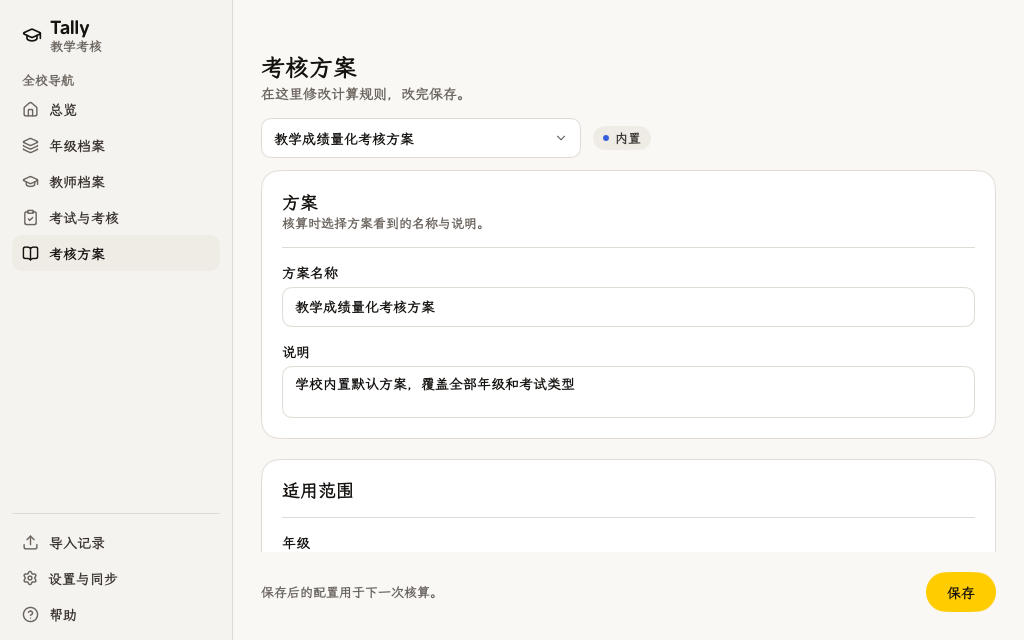 Tally
教学考核
全校导航
总览
年级档案
教师档案
考试与考核
考核方案
导入记录
设置与同步
帮助
考核方案
在这里修改计算规则，改完保存。
教学成绩量化考核方案
内置
方案
核算时选择方案看到的名称与说明。
方案名称
教学成绩量化考核方案
说明
学校内置默认方案，覆盖全部年级和考试类型
适用范围
年级
保存后的配置用于下一次核算。
保存